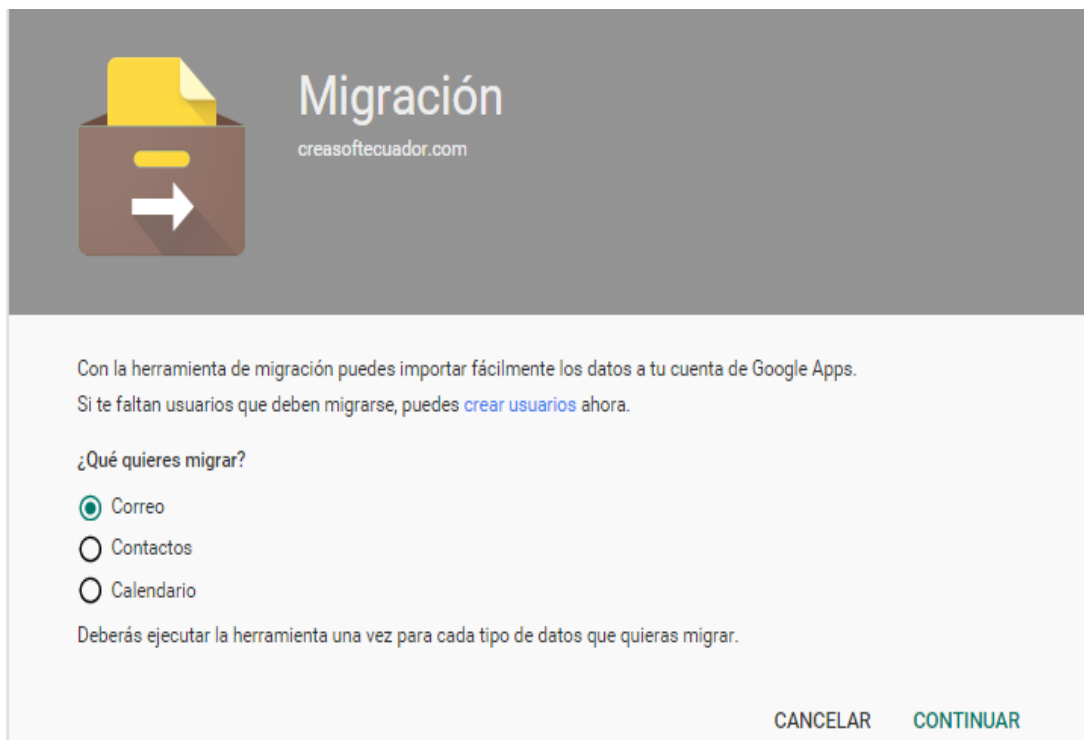 Migración
creasoftecuador.com
Con la herramienta de migración puedes importar fácilmente los datos a tu cuenta de Google Apps.
Si te faltan usuarios que deben migrarse, puedes crear usuarios ahora.
¿Qué quieres migrar?
Correo
Contactos
Calendario
Deberás ejecutar la herramienta una vez para cada tipo de datos que quieras migrar.
CANCELAR CONTINUAR